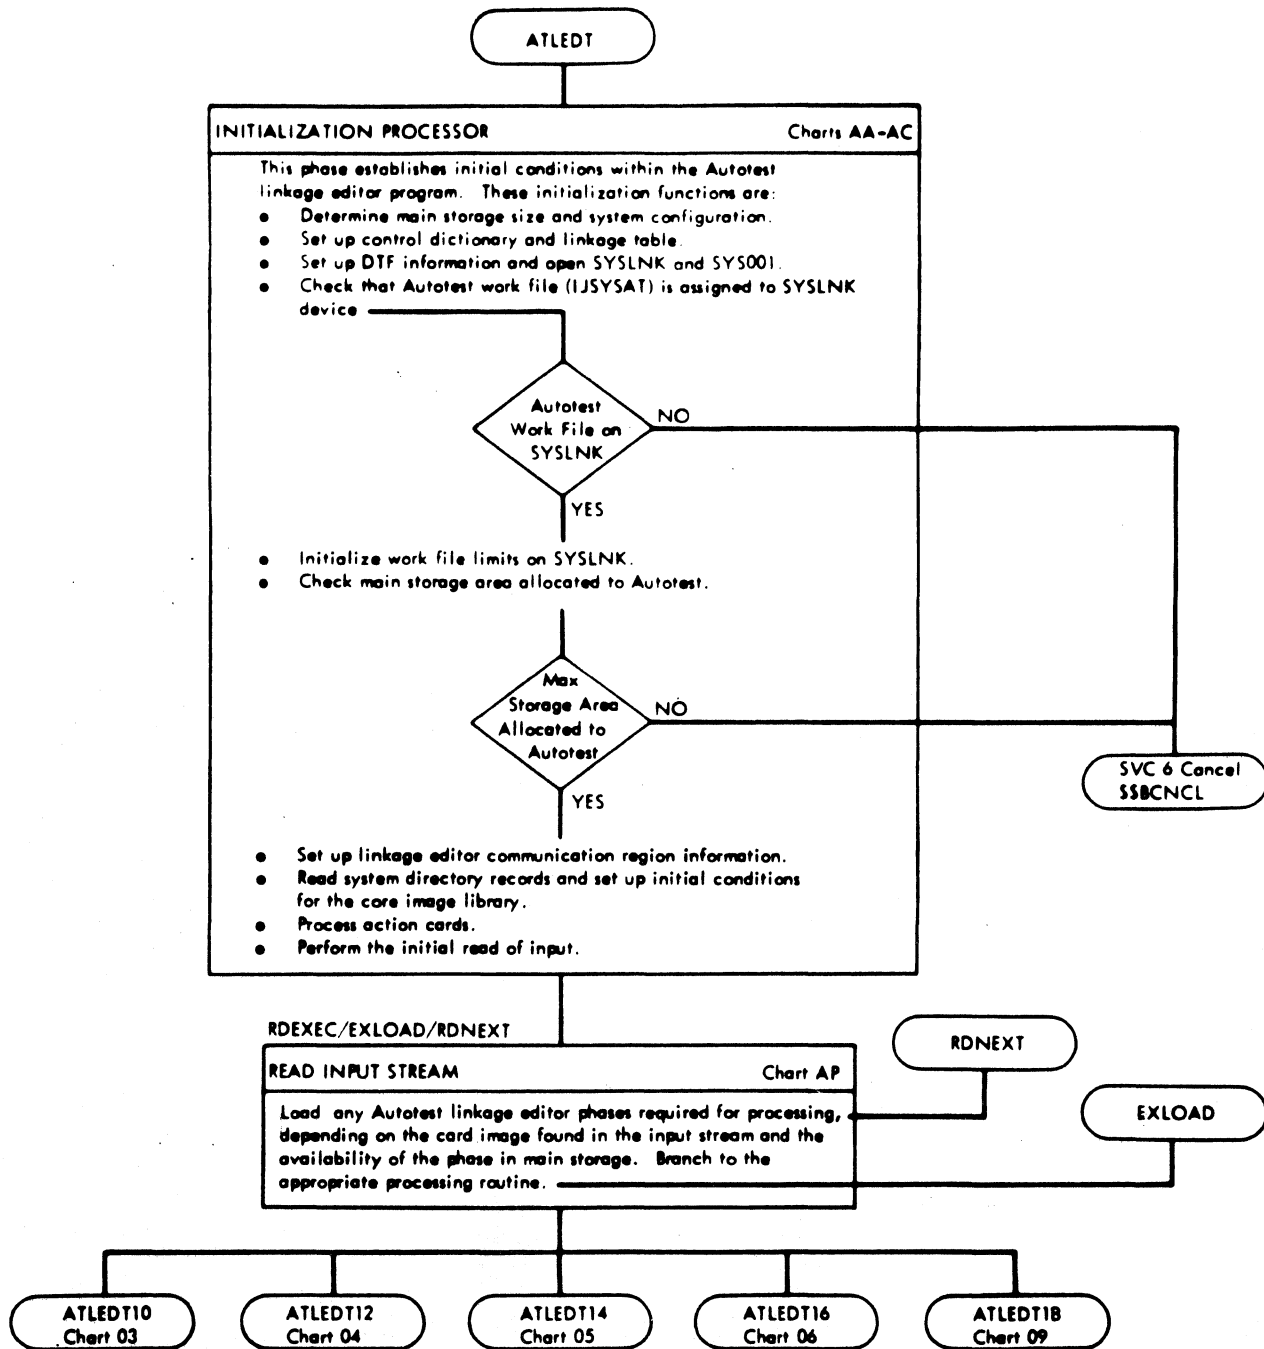 ATLEDT
INITIALIZATION PROCESSOR Charts AA-AC
This phase establishes initial conditions within the Autotest
linkage editor program. These initialization functions are:
• Determine main storage size and system configuration.
• Set up control dictionary and linkage table.
• Set up DTF information and open SYSLNK and SYS001.
• Check that Autotest work file (IJSYSAT) is assigned to SYSLNK
device
Autotest
Work File on
SYSLNK
NO
YES
• Initialize work file limits on SYSLNK.
• Check main storage area allocated to Autotest.
Max
Storage Area
Allocated to
Autotest
NO
YES
SVC 6 Cancel
$$BCNCL
• Set up linkage editor communication region information.
• Read system directory records and set up initial conditions
for the core image library.
• Process action cards.
• Perform the initial read of input.
RDEXEC/EXLOAD/RDNEXT
RDNEXT
READ INPUT STREAM Chart AP
EXLOAD
Load any Autotest linkage editor phases required for processing,
depending on the card image found in the input stream and the
availability of the phase in main storage. Branch to the
appropriate processing routine.
ATLEDT10
Chart 03
ATLEDT12
Chart 04
ATLEDT14
Chart 05
ATLEDT16
Chart 06
ATLEDT1B
Chart 09